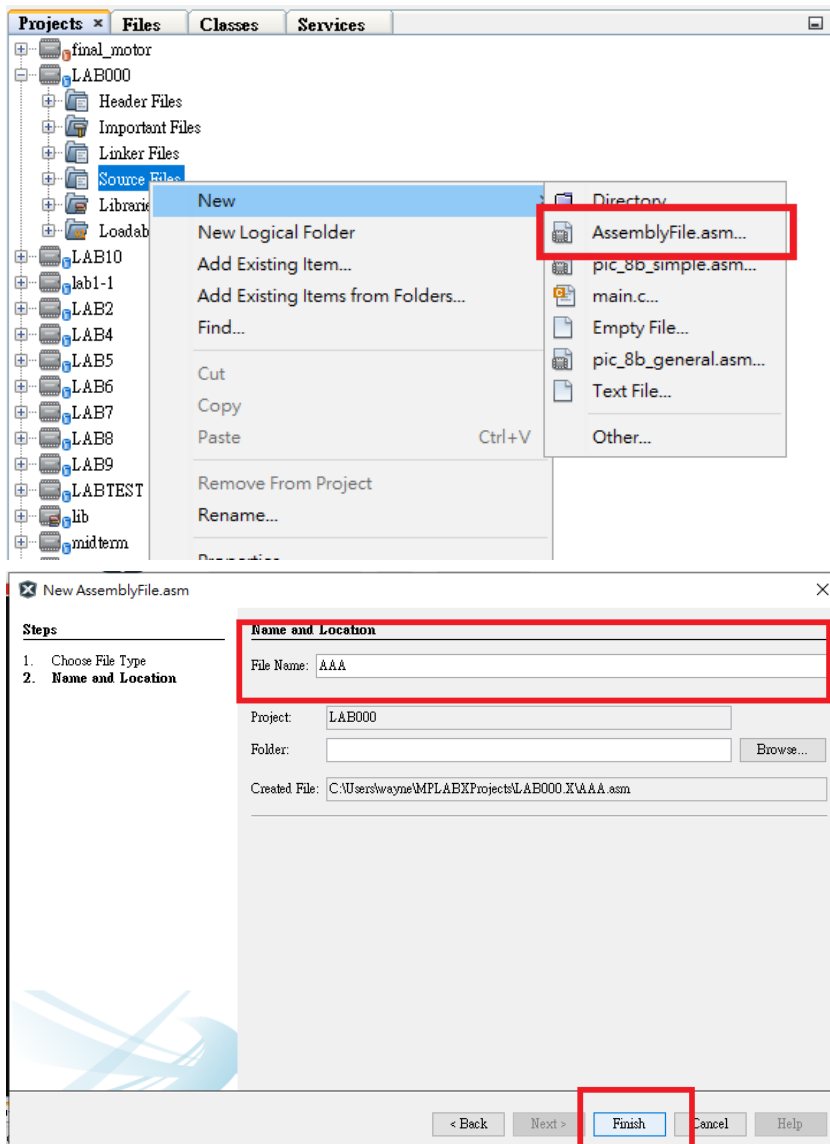 Projects × Files Classes Services
final_motor
LAB000
Header Files
Important Files
Linker Files
Source Files
Librarie
Loadab
LAB10
lab1-1
LAB2
LAB4
LAB5
LAB6
LAB7
LAB8
LAB9
LABTEST
lib
midterm
New
New Logical Folder
Add Existing Item...
Add Existing Items from Folders...
Find...
Cut
Copy
Paste Ctrl+V
Remove From Project
Rename...
Properties
Directory
AssemblyFile.asm...
pic_8b_simple.asm...
main.c...
Empty File...
pic_8b_general.asm...
Text File...
Other...
New AssemblyFile.asm
Steps
1. Choose File Type
2. Name and Location
Name and Location
File Name: AAA
Project: LAB000
Folder: Browse...
Created File: C:\Users\wayne\MPLABXProjects\LAB000.X\AAA.asm
< Back Next > Finish Cancel Help